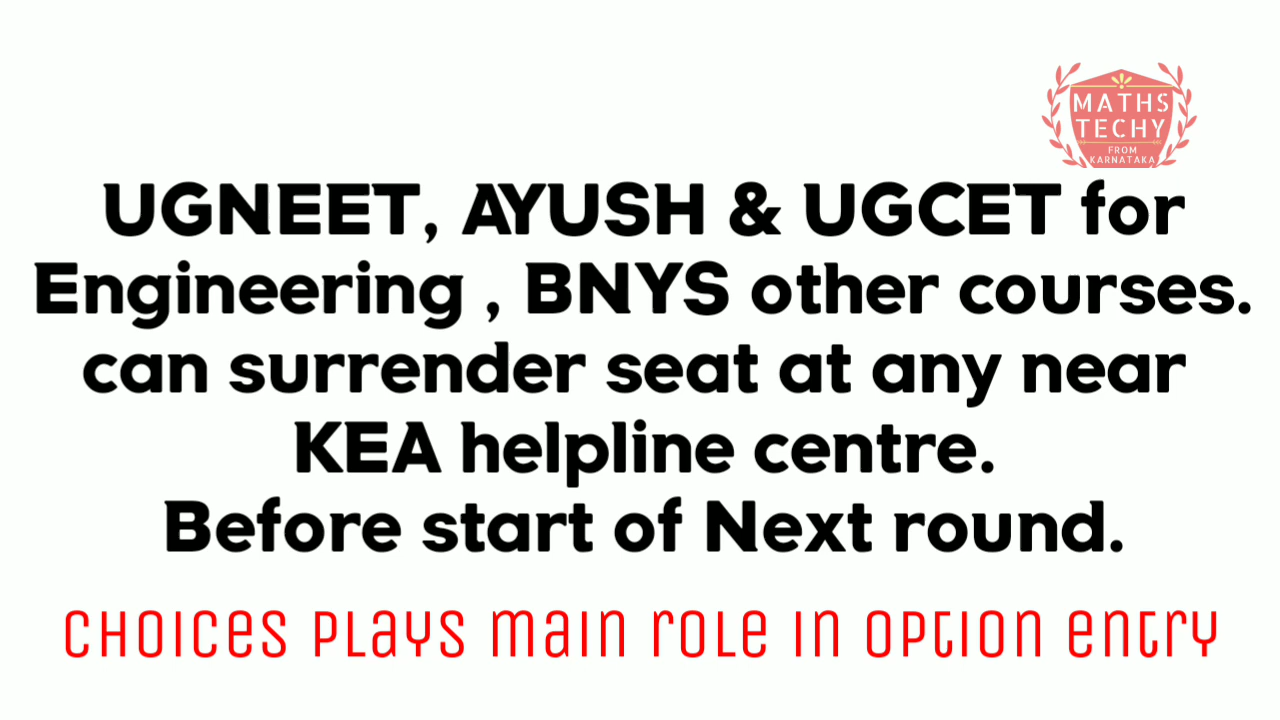 MATHS
TECHY
FROM
KARNATAKA
UGNEET, AYUSH & UGCET for
Engineering , BNYS other courses.
can surrender seat at any near
KEA helpline centre.
Before start of Next round.
CHOICES PLAYS MAIN ROLE IN OPTION ENTRY